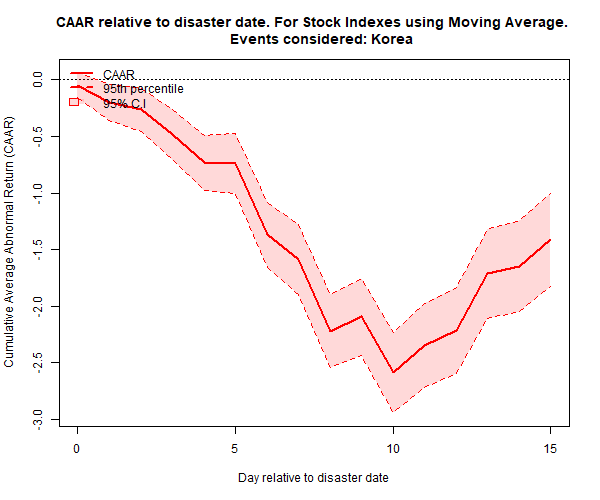 CAAR relative to disaster date. For Stock Indexes using Moving Average.
Events considered: Korea
CAAR
95th percentile
95% C.I
0.0
-0.5
-1.0
-1.5
-2.0
-2.5
-3.0
Cumulative Average Abnormal Return (CAAR)
0 5 10 15
Day relative to disaster date